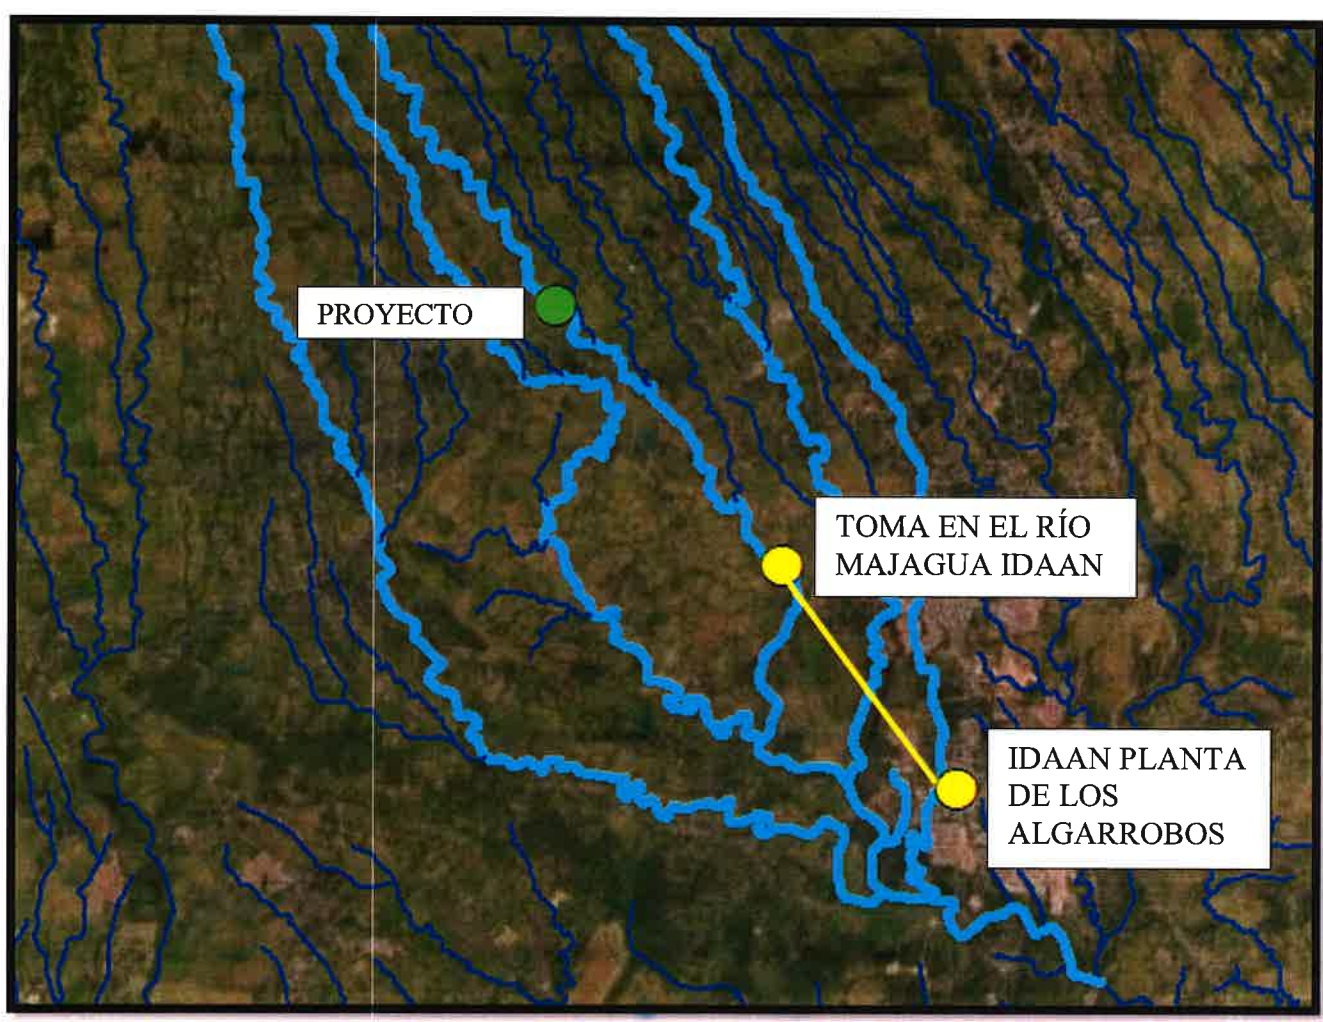 PROYECTO
TOMA EN EL RÍO
MAJAGUA IDAAN
IDAAN PLANTA
DE LOS
ALGARROBOS